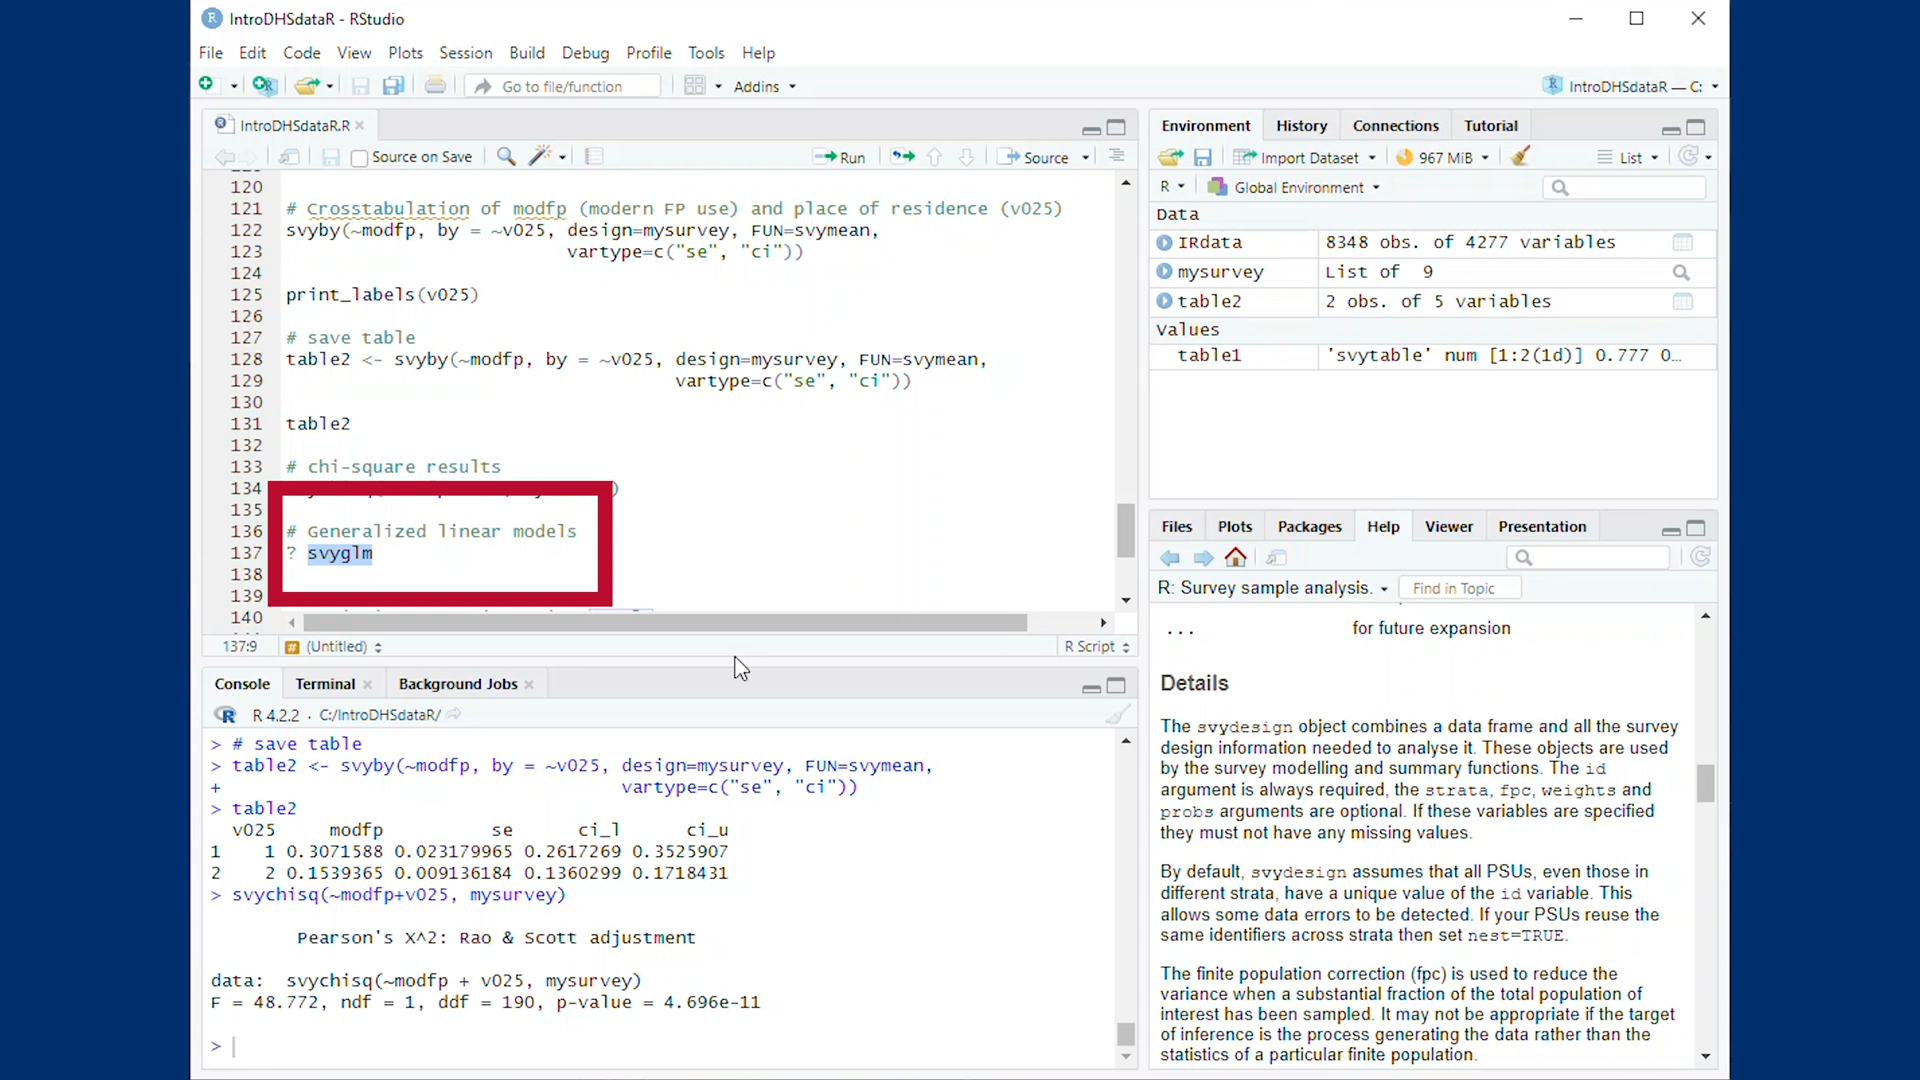 IntroDHSdataR - RStudio
File Edit Code View Plots Session Build Debug Profile Tools Help
Go to file/function Addins IntroDHSdataR — C:
IntroDHSdataR.R
Source on Save Run Source
120
121 # Crosstabulation of modfp (modern FP use) and place of residence (v025)
122 svyby(~modfp, by = ~v025, design=mysurvey, FUN=svymean,
123 vartype=c("se", "ci"))
124
125 print_labels(v025)
126
127 # save table
128 table2 <- svyby(~modfp, by = ~v025, design=mysurvey, FUN=svymean,
129 vartype=c("se", "ci"))
130
131 table2
132
133 # chi-square results
134
135
136 # Generalized linear models
137 ? svyglm
138
139
140
137:9 (Untitled) R Script
Console Terminal Background Jobs
R 4.2.2 · C:/IntroDHSdataR/
> # save table
> table2 <- svyby(~modfp, by = ~v025, design=mysurvey, FUN=svymean,
+ vartype=c("se", "ci"))
> table2
v025 modfp se ci_l ci_u
1 1 0.3071588 0.023179965 0.2617269 0.3525907
2 2 0.1539365 0.009136184 0.1360299 0.1718431
> svychisq(~modfp+v025, mysurvey)
Pearson's X^2: Rao & Scott adjustment
data: svychisq(~modfp + v025, mysurvey)
F = 48.772, ndf = 1, ddf = 190, p-value = 4.696e-11
>
Environment History Connections Tutorial
Import Dataset 967 MiB List
R Global Environment
Data
IRdata 8348 obs. of 4277 variables
mysurvey List of 9
table2 2 obs. of 5 variables
Values
table1 'svytable' num [1:2(1d)] 0.777 0…
Files Plots Packages Help Viewer Presentation
R: Survey sample analysis. Find in Topic
... for future expansion
Details
The svydesign object combines a data frame and all the survey
design information needed to analyse it. These objects are used
by the survey modelling and summary functions. The id
argument is always required, the strata, fpc, weights and
probs arguments are optional. If these variables are specified
they must not have any missing values.
By default, svydesign assumes that all PSUs, even those in
different strata, have a unique value of the id variable. This
allows some data errors to be detected. If your PSUs reuse the
same identifiers across strata then set nest=TRUE.
The finite population correction (fpc) is used to reduce the
variance when a substantial fraction of the total population of
interest has been sampled. It may not be appropriate if the target
of inference is the process generating the data rather than the
statistics of a particular finite population.